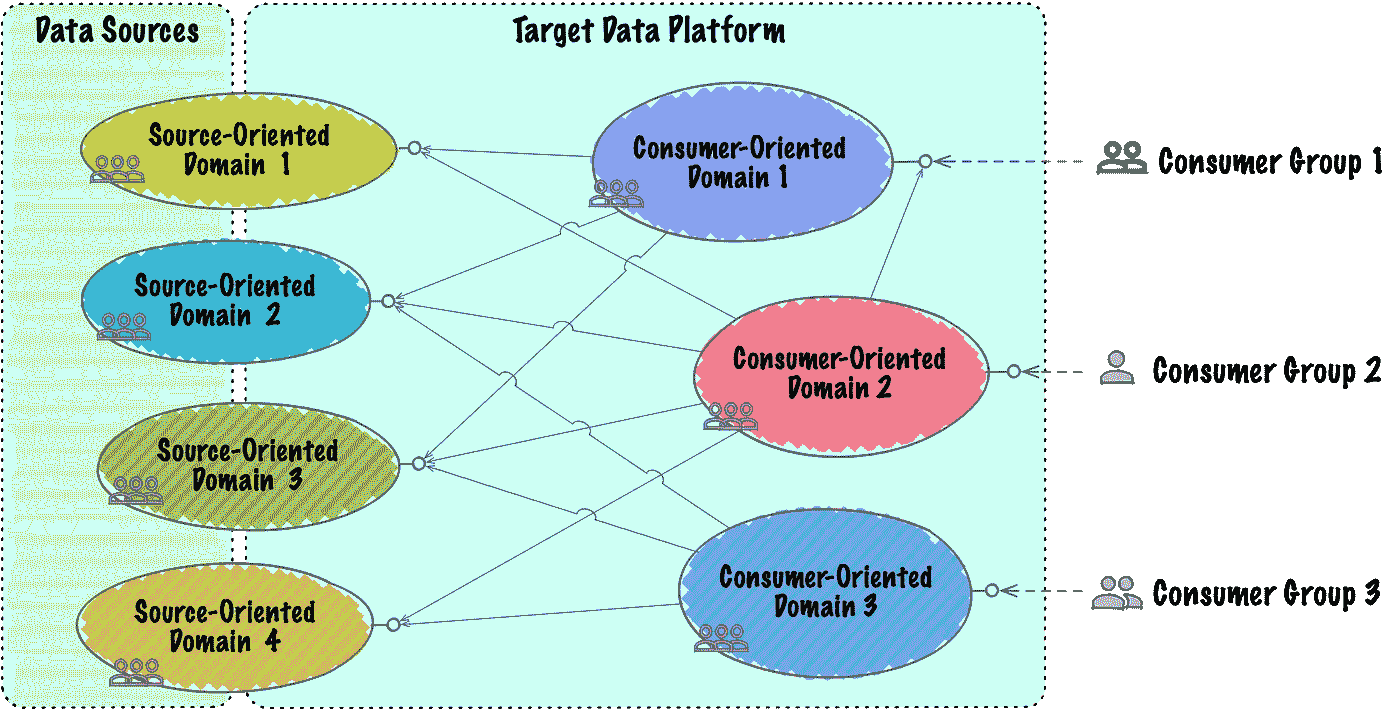 Data Sources
Target Data Platform
Source-Oriented
Domain 1
Consumer-Oriented
Domain 1
Consumer Group 1
Source-Oriented
Domain 2
Consumer-Oriented
Domain 2
Consumer Group 2
Source-Oriented
Domain 3
Consumer-Oriented
Domain 3
Consumer Group 3
Source-Oriented
Domain 4